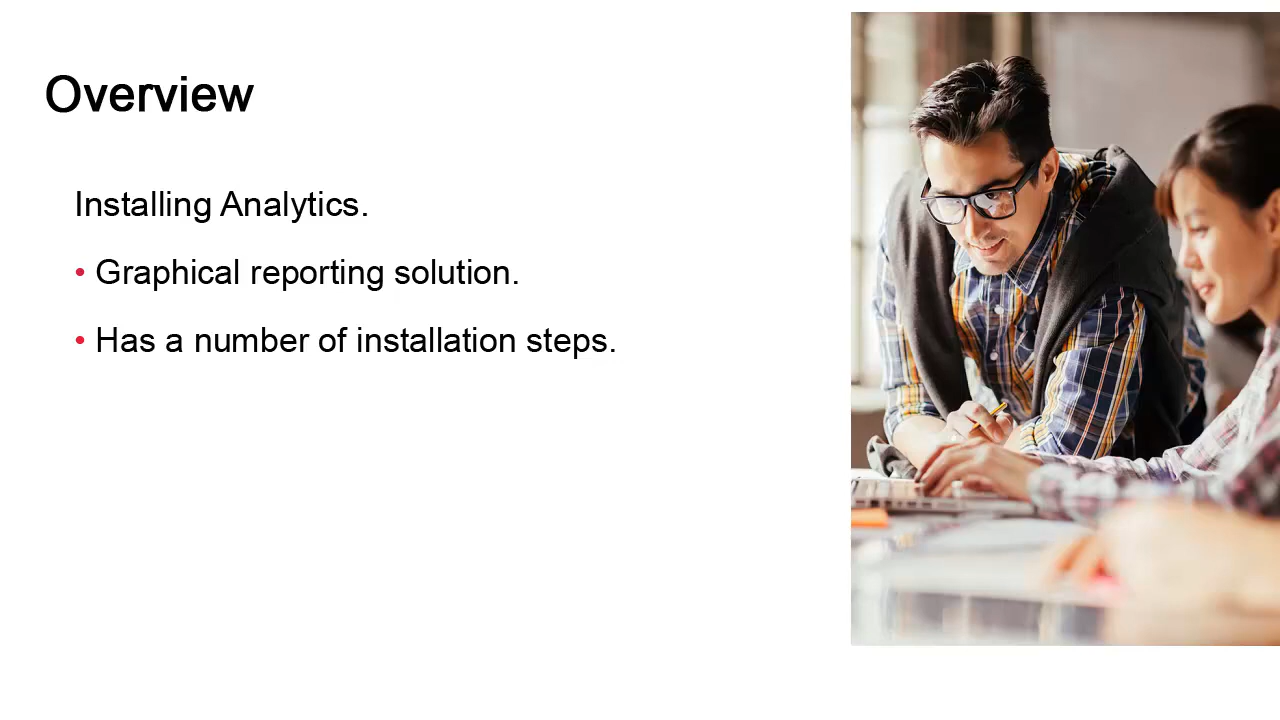 Overview
Installing Analytics.
• Graphical reporting solution.
• Has a number of installation steps.